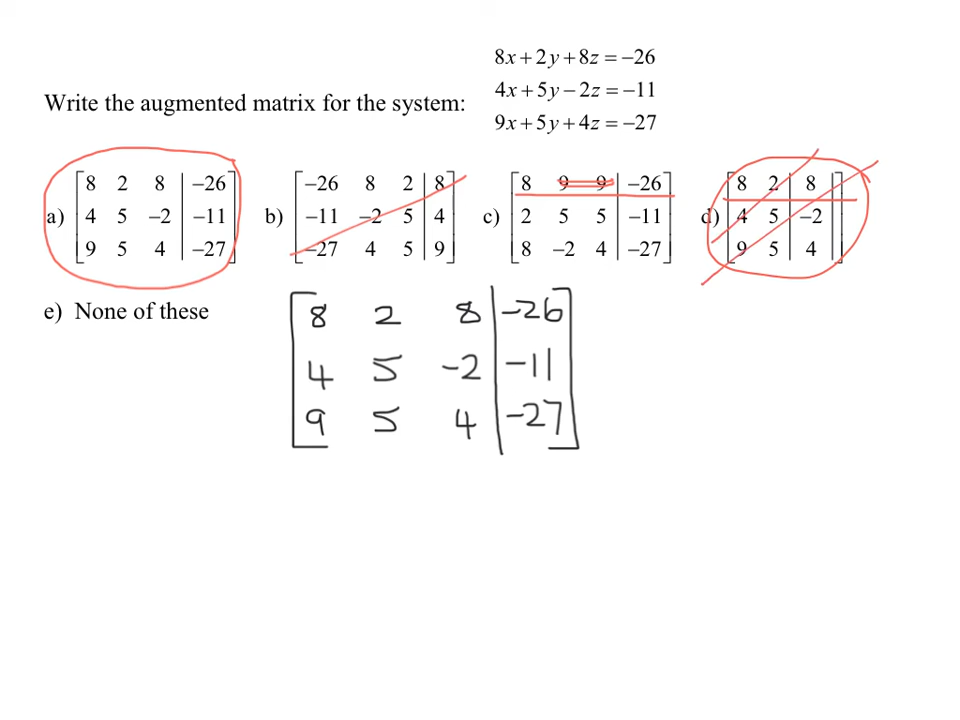 8x + 2y + 8z = −26
Write the augmented matrix for the system: 4x + 5y − 2z = −11
9x + 5y + 4z = −27
a) [8 2 8 | −26]
[4 5 −2 | −11]
[9 5 4 | −27]
b) [−26 8 2 | 8]
[−11 −2 5 | 4]
[−27 4 5 | 9]
c) [8 9 9 | −26]
[2 5 5 | −11]
[8 −2 4 | −27]
d) [8 2 | 8 |]
[4 5 | −2 |]
[9 5 | 4 |]
e) None of these
[8 2 8 | −26]
[4 5 −2 | −11]
[9 5 4 | −27]